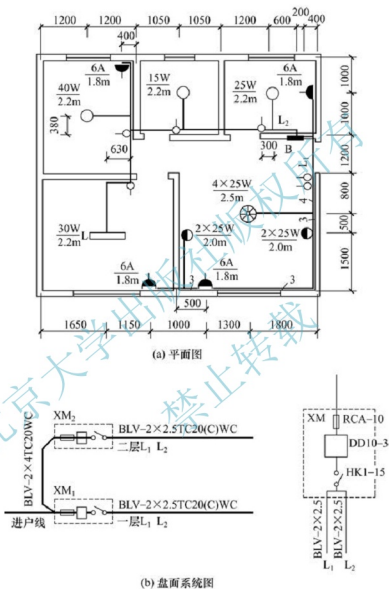 1200
1200
1050
1050
1200
600
200
400
400
6A
1.8m
15W
2.2m
6A
1.8m
40W
2.2m
25W
2.2m
1000
1000
1200
800
500
1500
380
L₂
B
300
L₁
630
4×25W
2.5m
4
3
30W
2.2m
L
2×25W
2.0m
2×25W
2.0m
6A
1.8m
3
6A
1.8m
3
500
1650
1150
1000
1300
1800
(a) 平面图
XM₂
BLV-2×2.5TC20(C)WC
二层L₁ L₂
BLV-2×4TC20WC
XM₁
BLV-2×2.5TC20(C)WC
进户线
一层L₁ L₂
XM
RCA-10
DD10-3
HK1-15
BLV-2×2.5
BLV-2×2.5
L₁
L₂
(b) 盘面系统图
北京大学出版社版权所有
禁止转载